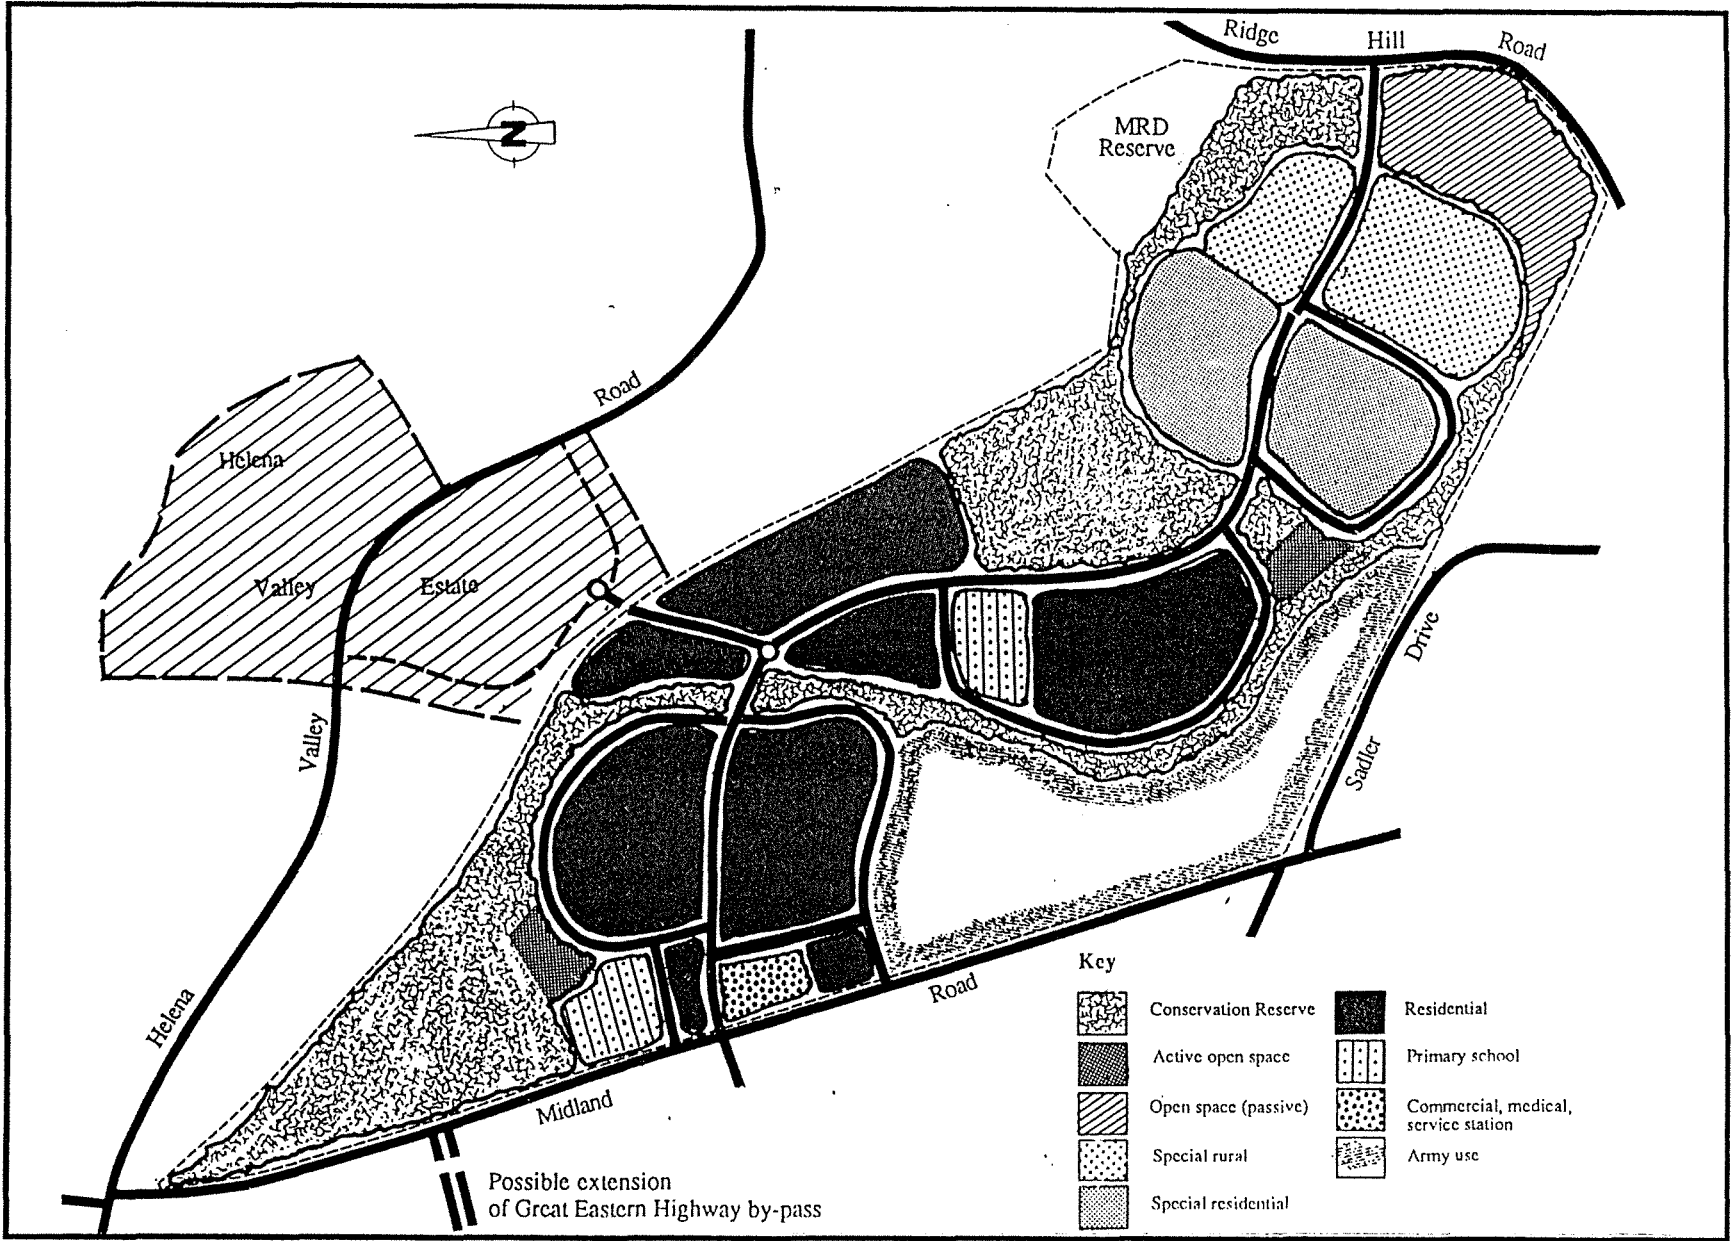 Ridge Hill Road
MRD
Reserve
N
Road
Helena
Valley Estate
Valley
Helena
Drive
Sadler
Road
Midland
Possible extension
of Great Eastern Highway by-pass
Key
Conservation Reserve
Active open space
Open space (passive)
Special rural
Special residential
Residential
Primary school
Commercial, medical,
service station
Army use